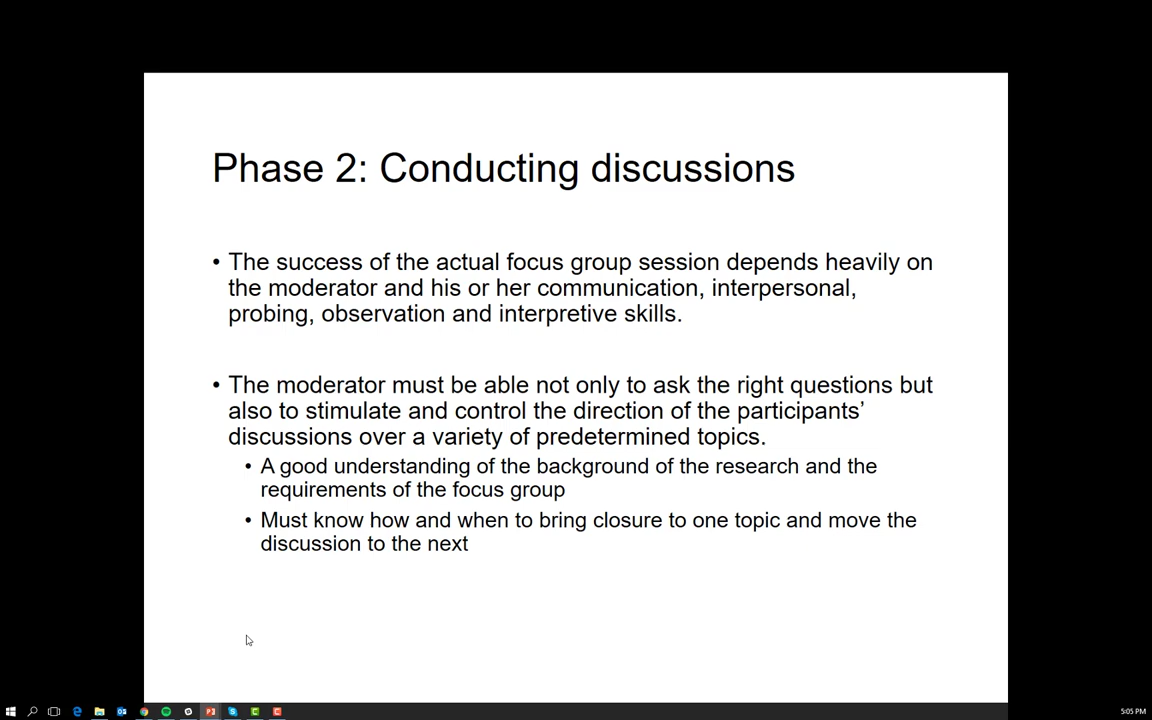 Phase 2: Conducting discussions
• The success of the actual focus group session depends heavily on
the moderator and his or her communication, interpersonal,
probing, observation and interpretive skills.
• The moderator must be able not only to ask the right questions but
also to stimulate and control the direction of the participants’
discussions over a variety of predetermined topics.
• A good understanding of the background of the research and the
requirements of the focus group
• Must know how and when to bring closure to one topic and move the
discussion to the next
5:05 PM